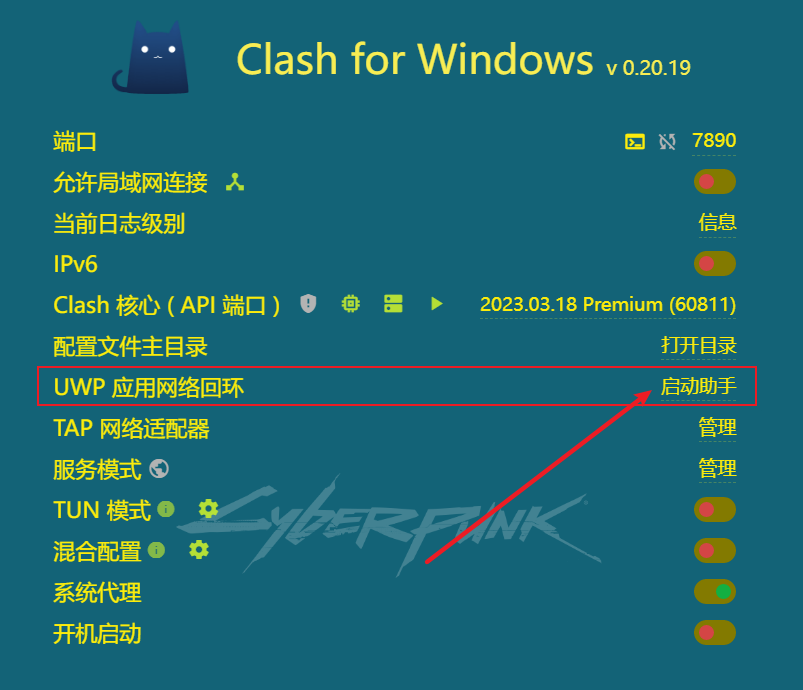 Clash for Windows v 0.20.19
端口 7890
允许局域网连接
当前日志级别 信息
IPv6
Clash 核心 ( API 端口 ) 2023.03.18 Premium (60811)
配置文件主目录 打开目录
UWP 应用网络回环 启动助手
TAP 网络适配器 管理
服务模式 管理
TUN 模式
混合配置
系统代理
开机启动
CYBERPUNK